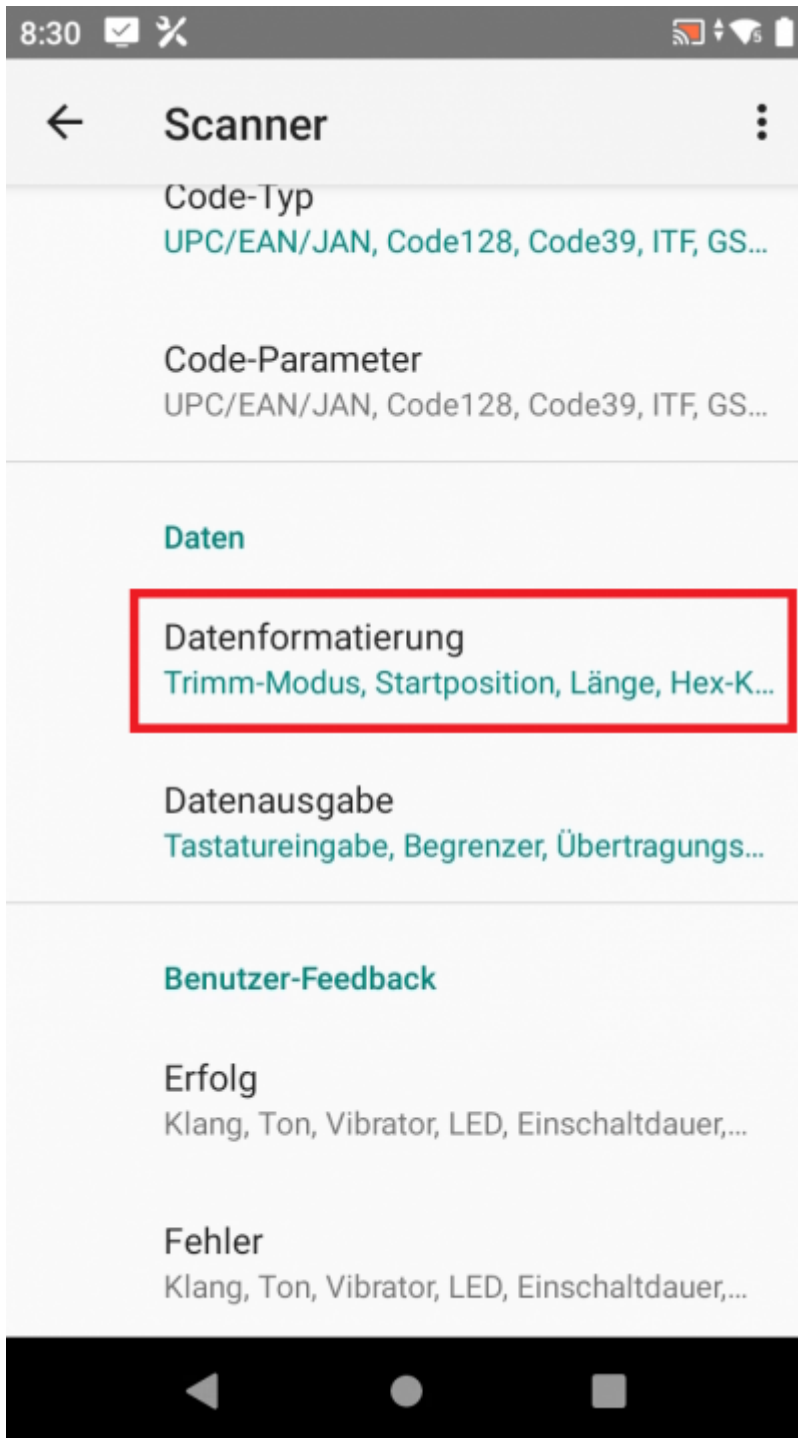 8:30
Scanner
Code-Typ
UPC/EAN/JAN, Code128, Code39, ITF, GS...
Code-Parameter
UPC/EAN/JAN, Code128, Code39, ITF, GS...
Daten
Datenformatierung
Trimm-Modus, Startposition, Länge, Hex-K...
Datenausgabe
Tastatureingabe, Begrenzer, Übertragungs...
Benutzer-Feedback
Erfolg
Klang, Ton, Vibrator, LED, Einschaltdauer,...
Fehler
Klang, Ton, Vibrator, LED, Einschaltdauer,...